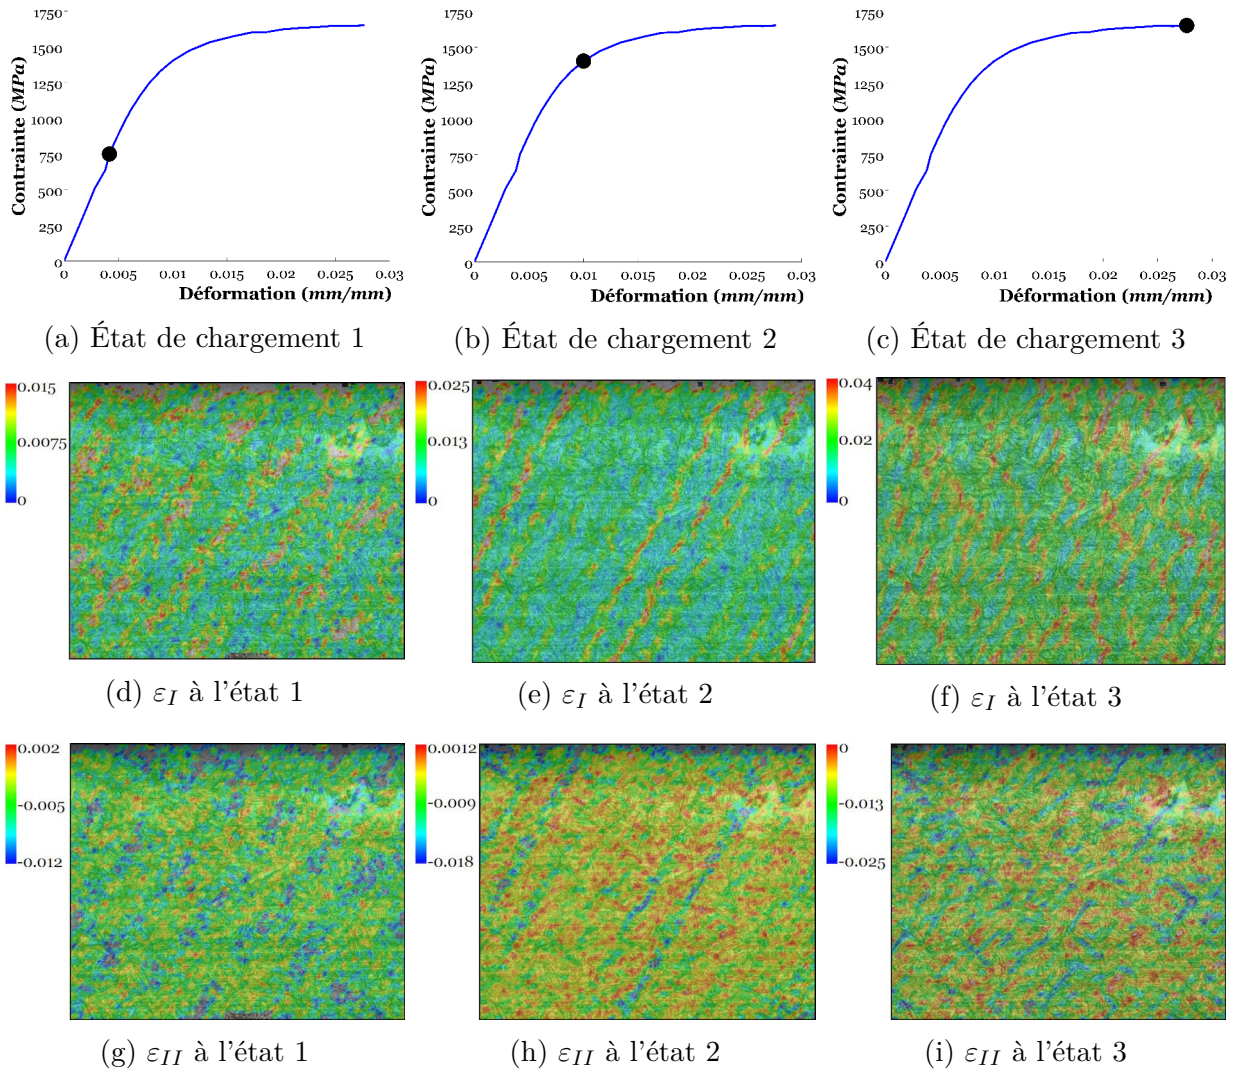 1750
1500
1250
1000
750
500
250
0
Contrainte (MPa)
0 0.005 0.01 0.015 0.02 0.025 0.03
Déformation (mm/mm)
(a) État de chargement 1
1750
1500
1250
1000
750
500
250
0
Contrainte (MPa)
0 0.005 0.01 0.015 0.02 0.025 0.03
Déformation (mm/mm)
(b) État de chargement 2
1750
1500
1250
1000
750
500
250
0
Contrainte (MPa)
0 0.005 0.01 0.015 0.02 0.025 0.03
Déformation (mm/mm)
(c) État de chargement 3
0.015
0.0075
0
(d) εI à l'état 1
0.025
0.013
0
(e) εI à l'état 2
0.04
0.02
0
(f) εI à l'état 3
0.002
-0.005
-0.012
(g) εII à l'état 1
0.0012
-0.009
-0.018
(h) εII à l'état 2
0
-0.013
-0.025
(i) εII à l'état 3